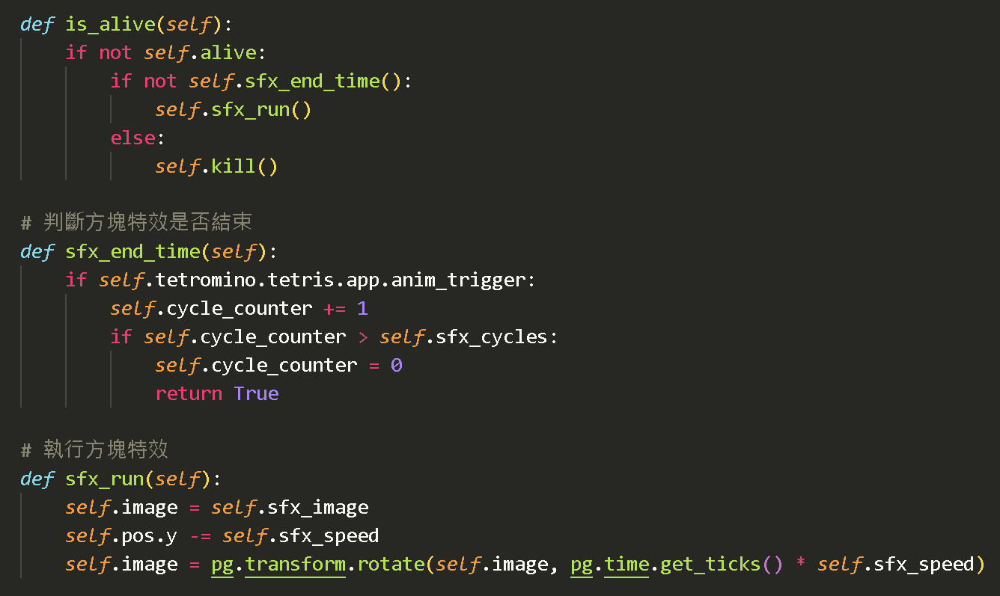 def is_alive(self):
    if not self.alive:
        if not self.sfx_end_time():
            self.sfx_run()
        else:
            self.kill()

# 判斷方塊特效是否結束
def sfx_end_time(self):
    if self.tetromino.tetris.app.anim_trigger:
        self.cycle_counter += 1
        if self.cycle_counter > self.sfx_cycles:
            self.cycle_counter = 0
            return True

# 執行方塊特效
def sfx_run(self):
    self.image = self.sfx_image
    self.pos.y -= self.sfx_speed
    self.image = pg.transform.rotate(self.image, pg.time.get_ticks() * self.sfx_speed)